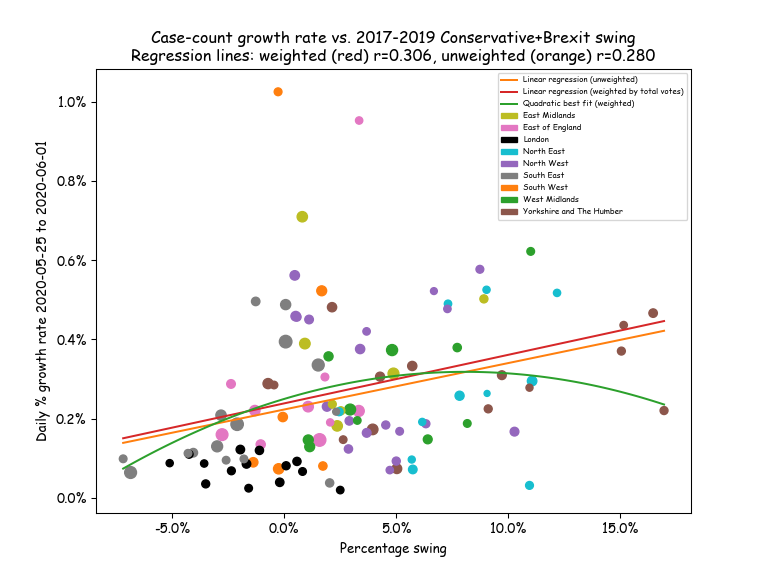 Case-count growth rate vs. 2017-2019 Conservative+Brexit swing
Regression lines: weighted (red) r=0.306, unweighted (orange) r=0.280
Linear regression (unweighted)
Linear regression (weighted by total votes)
Quadratic best fit (weighted)
East Midlands
East of England
London
North East
North West
South East
South West
West Midlands
Yorkshire and The Humber
Daily % growth rate 2020-05-25 to 2020-06-01
1.0%
0.8%
0.6%
0.4%
0.2%
0.0%
-5.0% 0.0% 5.0% 10.0% 15.0%
Percentage swing